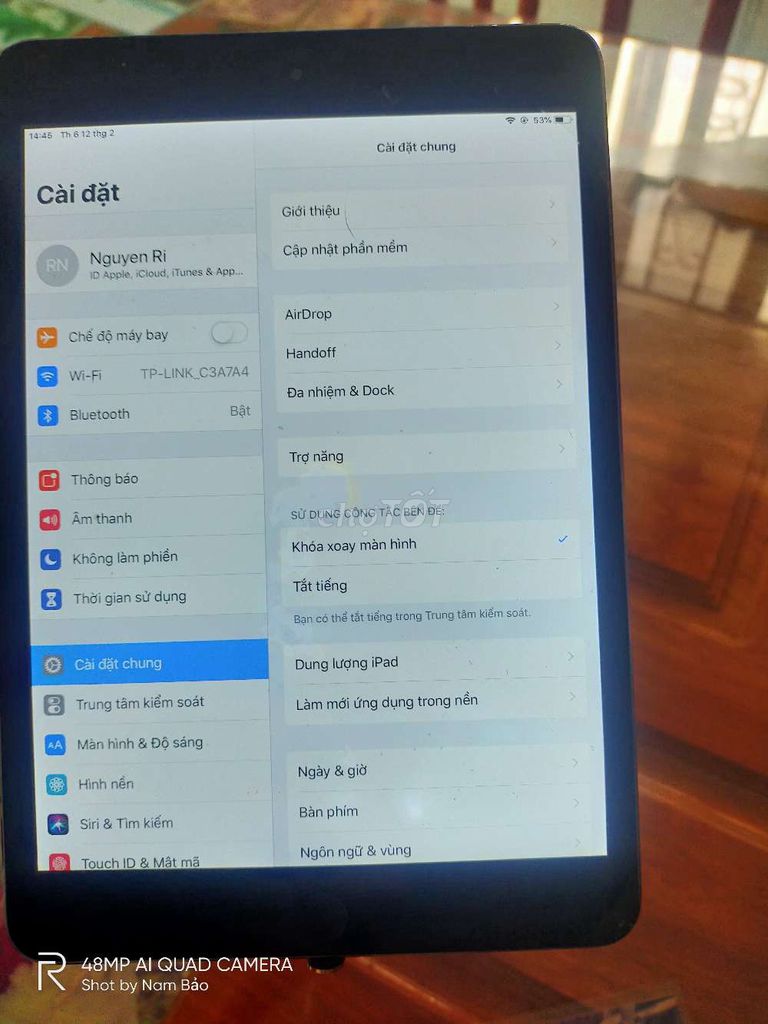 14:45 Th 6 12 thg 2
53%
Cài đặt
Nguyen Ri
RN
ID Apple, iCloud, iTunes & App...
Chế độ máy bay
Wi-Fi TP-LINK_C3A7A4
Bluetooth Bật
Thông báo
Âm thanh
Không làm phiền
Thời gian sử dụng
Cài đặt chung
Trung tâm kiểm soát
AA Màn hình & Độ sáng
Hình nền
Siri & Tìm kiếm
Touch ID & Mật mã
Cài đặt chung
Giới thiệu
Cập nhật phần mềm
AirDrop
Handoff
Đa nhiệm & Dock
Trợ năng
SỬ DỤNG CÔNG TẮC BÊN ĐỂ:
chợTỐT
Khóa xoay màn hình
Tắt tiếng
Bạn có thể tắt tiếng trong Trung tâm kiểm soát.
Dung lượng iPad
Làm mới ứng dụng trong nền
Ngày & giờ
Bàn phím
Ngôn ngữ & vùng
R 48MP AI QUAD CAMERA
Shot by Nam Bảo